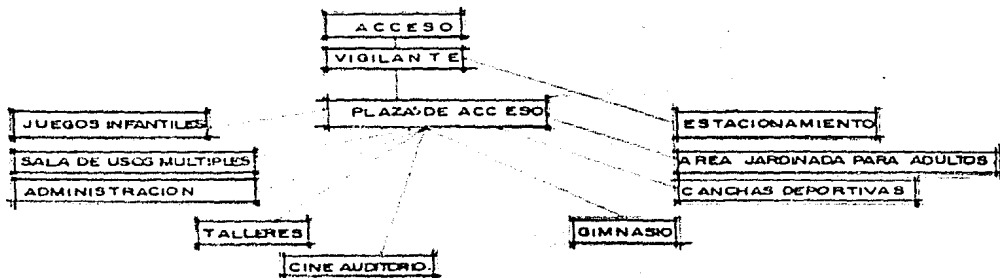 ACCESO
VIGILANTE
PLAZA DE ACCESO
JUEGOS INFANTILES
ESTACIONAMIENTO
SALA DE USOS MULTIPLES
AREA JARDINADA PARA ADULTOS
ADMINISTRACION
CANCHAS DEPORTIVAS
TALLERES
GIMNASIO
CINE AUDITORIO.